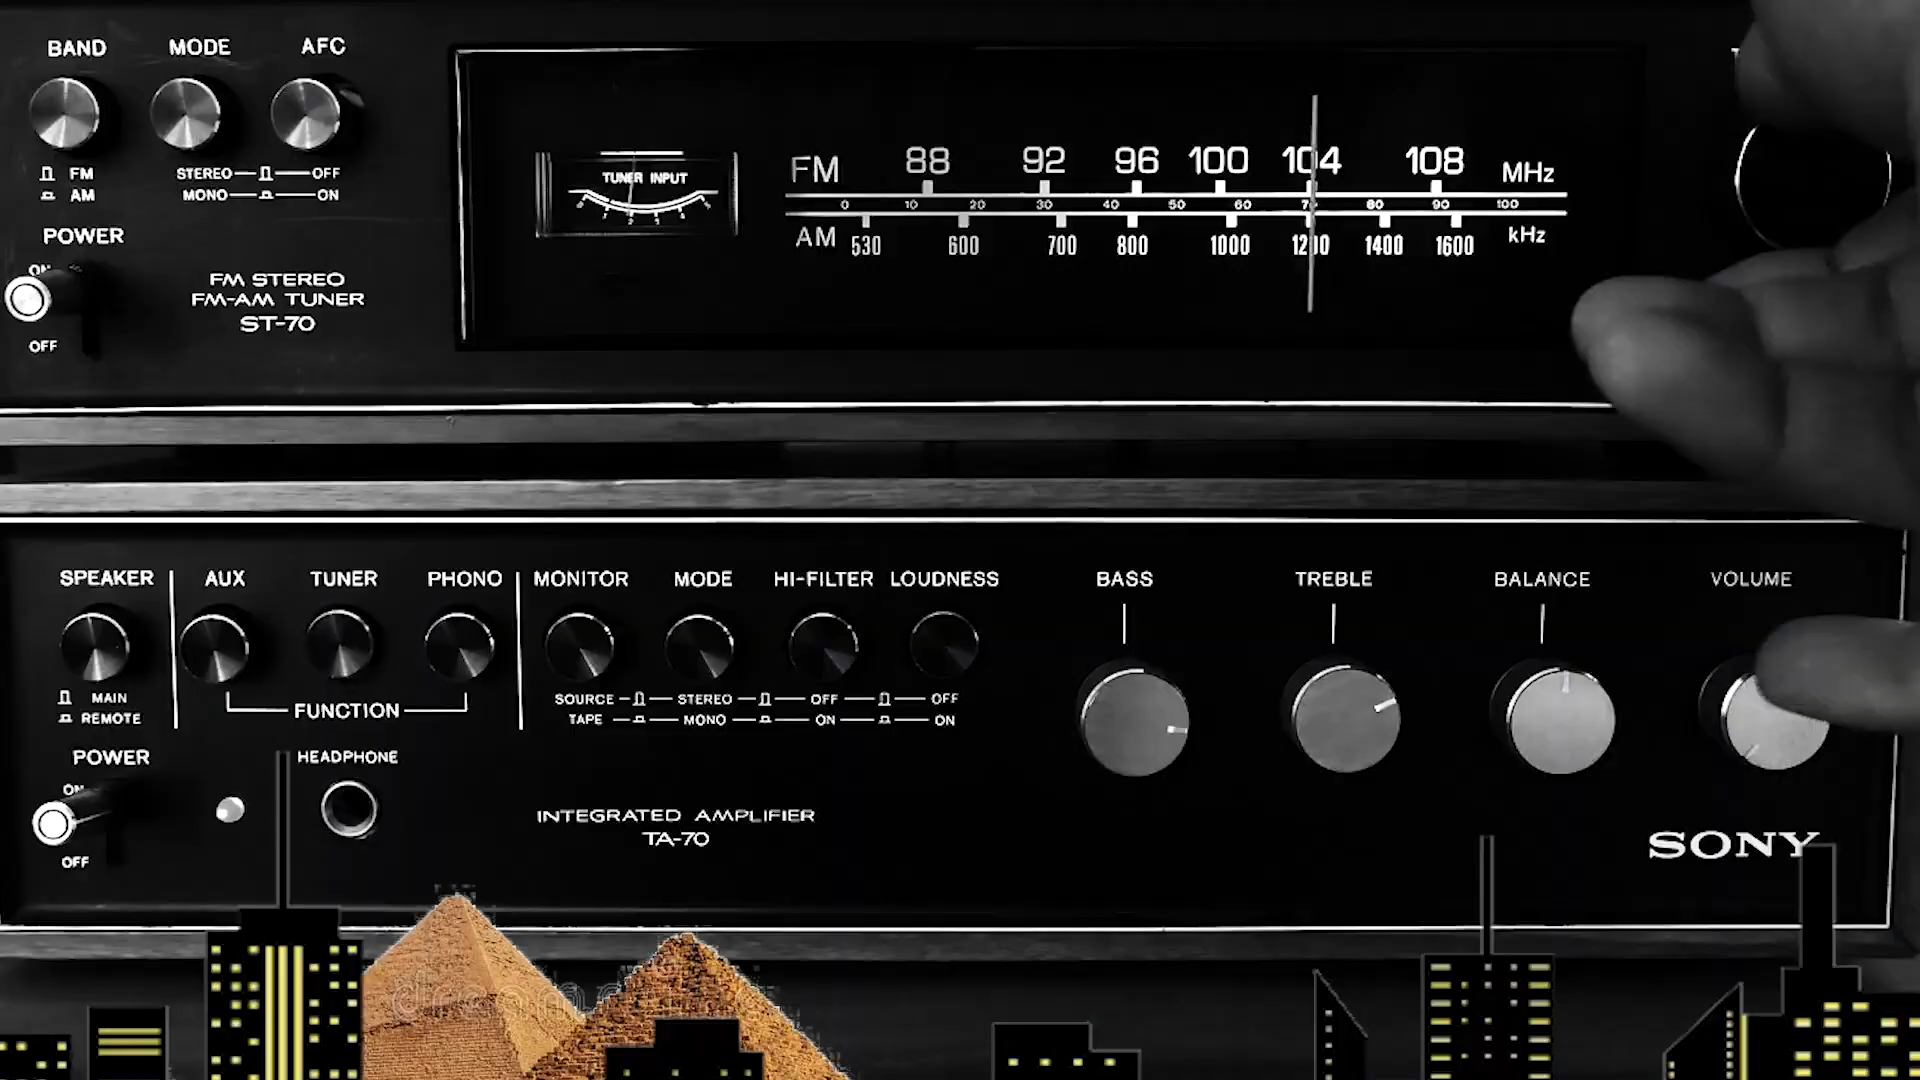 BAND MODE AFC
FM STEREO OFF
AM MONO ON
POWER
ON
OFF
FM STEREO
FM-AM TUNER
ST-70
TUNER INPUT
FM 88 92 96 100 104 108 MHz
0 10 20 30 40 50 60 70 80 90 100
AM 530 600 700 800 1000 1200 1400 1600 kHz
SPEAKER AUX TUNER PHONO MONITOR MODE HI-FILTER LOUDNESS BASS TREBLE BALANCE VOLUME
MAIN
REMOTE
FUNCTION
SOURCE STEREO OFF OFF
TAPE MONO ON ON
POWER
ON
OFF
HEADPHONE
INTEGRATED AMPLIFIER
TA-70
SONY